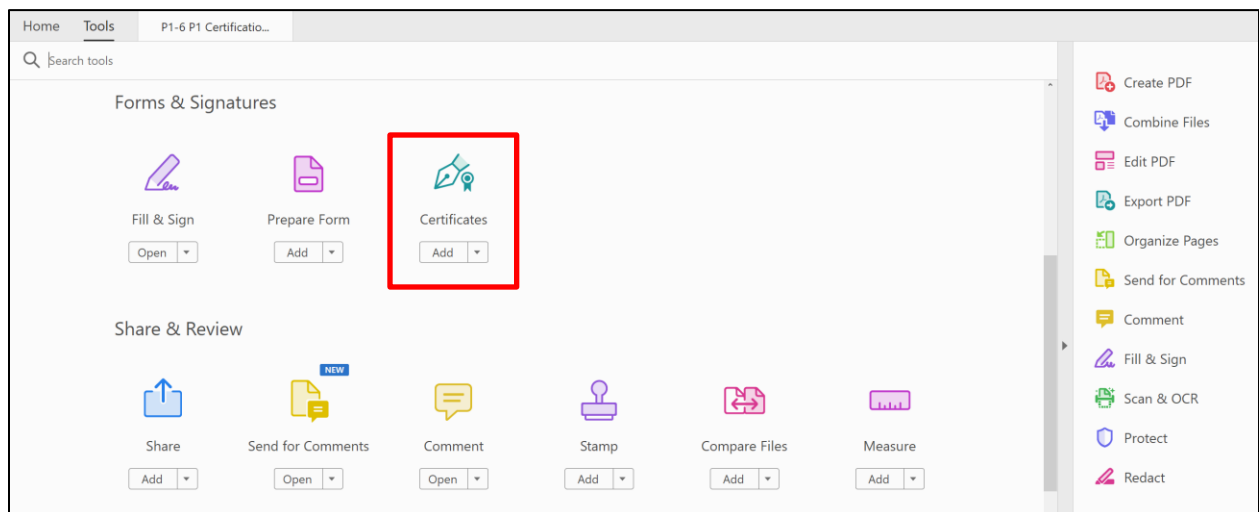 Home Tools P1-6 P1 Certificatio...
Search tools
Forms & Signatures
Fill & Sign Prepare Form Certificates
Open Add Add
Share & Review
NEW
Share Send for Comments Comment Stamp Compare Files Measure
Add Open Open Add Add Add
Create PDF
Combine Files
Edit PDF
Export PDF
Organize Pages
Send for Comments
Comment
Fill & Sign
Scan & OCR
Protect
Redact